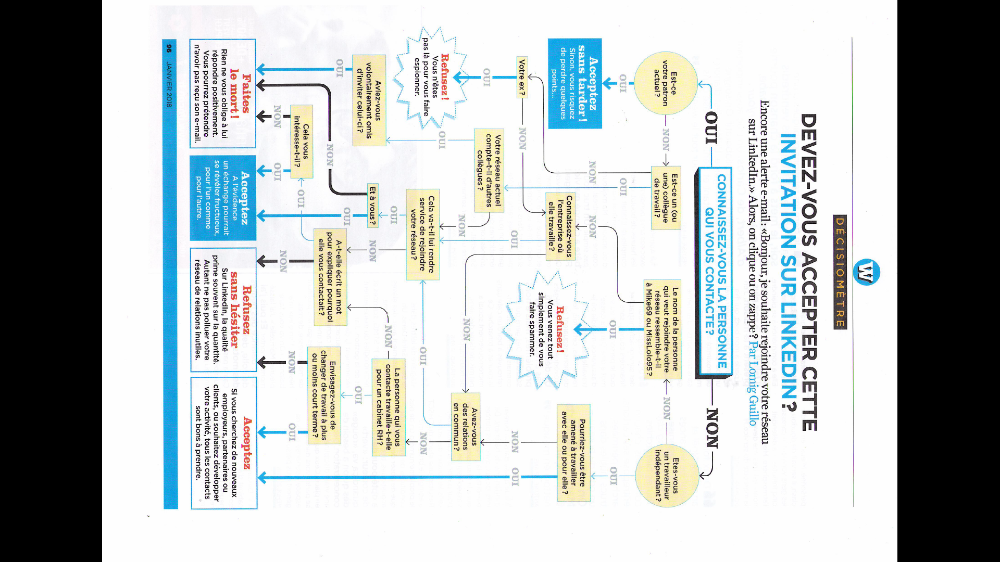 W
DÉCISIOMÈTRE
DEVEZ-VOUS ACCEPTER CETTE
INVITATION SUR LINKEDIN?
Encore une alerte e-mail : «Bonjour, je souhaite rejoindre votre réseau
sur LinkedIn.» Alors, on clique ou on zappe? Par Lomig Guillo
CONNAISSEZ-VOUS LA PERSONNE
QUI VOUS CONTACTE?
OUI
NON
Est-ce
votre patron
actuel?
NON
Est-ce un (ou
une) collègue
de travail?
Le nom de la personne
qui veut rejoindre votre
réseau ressemble-t-il
à Mike69 ou MissLolo95?
NON
Etes-vous
un travailleur
indépendant?
OUI
NON
OUI
OUI
OUI
Acceptez
sans tarder!
Sinon, vous risquez
de perdre quelques
points...
NON
Connaissez-vous
l'entreprise où
elle travaille?
Refusez!
Vous venez tout
simplement de vous
faire spammer.
Pourriez-vous être
amené à travailler
avec elle ou pour elle?
Votre ex?
NON
OUI
NON
OUI
OUI
Votre réseau actuel
compte-t-il d'autres
collègues?
NON
NON
Avez-vous
des relations
en commun?
Refusez!
Vous n'êtes
pas là pour vous faire
espionner.
OUI
Cela va-t-il lui rendre
service de rejoindre
votre réseau?
OUI
NON
Aviez-vous
volontairement omis
d'inviter celui-ci?
OUI
Et à vous?
NON
NON
La personne qui vous
contacte travaille-t-elle
pour un cabinet RH?
OUI
NON
OUI
OUI
A-t-elle écrit un mot
pour expliquer pourquoi
elle vous contactait?
Envisagez-vous de
changer de travail à plus
ou moins court terme?
Cela vous
intéresse-t-il?
OUI
NON
OUI
NON
NON
OUI
Faites
le mort!
Rien ne vous oblige à lui
répondre positivement.
Vous pourrez prétendre
n'avoir pas reçu son e-mail.
Acceptez
A l'évidence
un échange pourrait
se révéler fructueux,
pour l'un comme
pour l'autre.
Refusez
sans hésiter
Sur LinkedIn, la qualité
prime souvent sur la quantité.
Autant ne pas polluer votre
réseau de relations inutiles.
Acceptez
Si vous cherchez de nouveaux
employeurs, partenaires ou
clients, ou souhaitez développer
votre activité, tous les contacts
sont bons à prendre.
96 JANVIER 2018